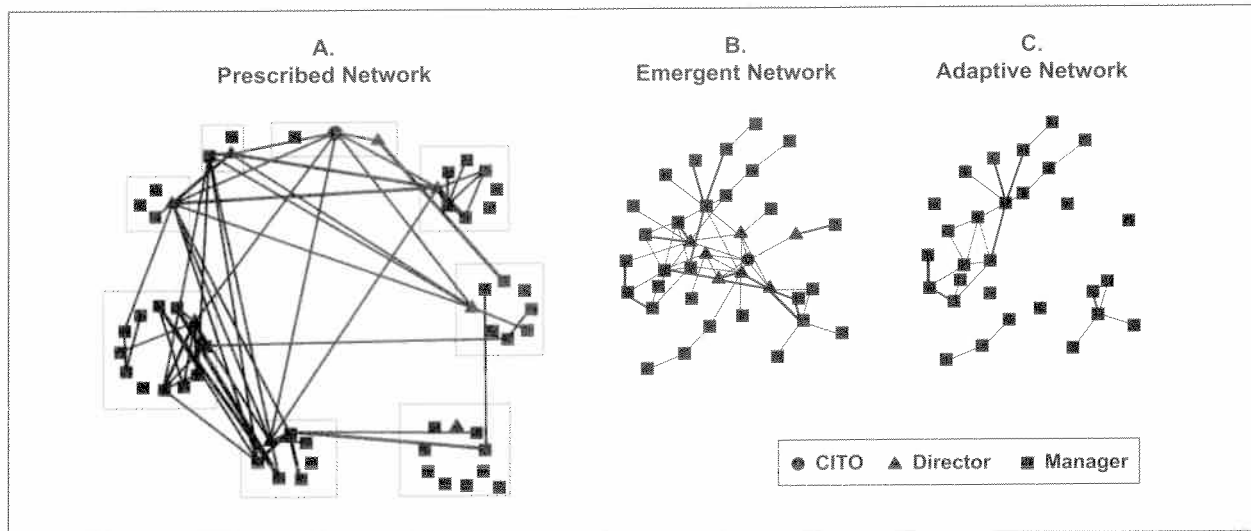 A.
Prescribed Network
B.
Emergent Network
C.
Adaptive Network
CITO
Director
Manager